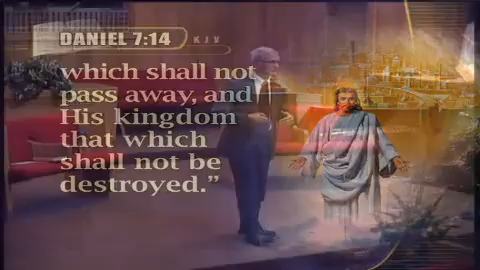 DANIEL 7:14 KJV
which shall not
pass away, and
His kingdom
that which
shall not be
destroyed.”